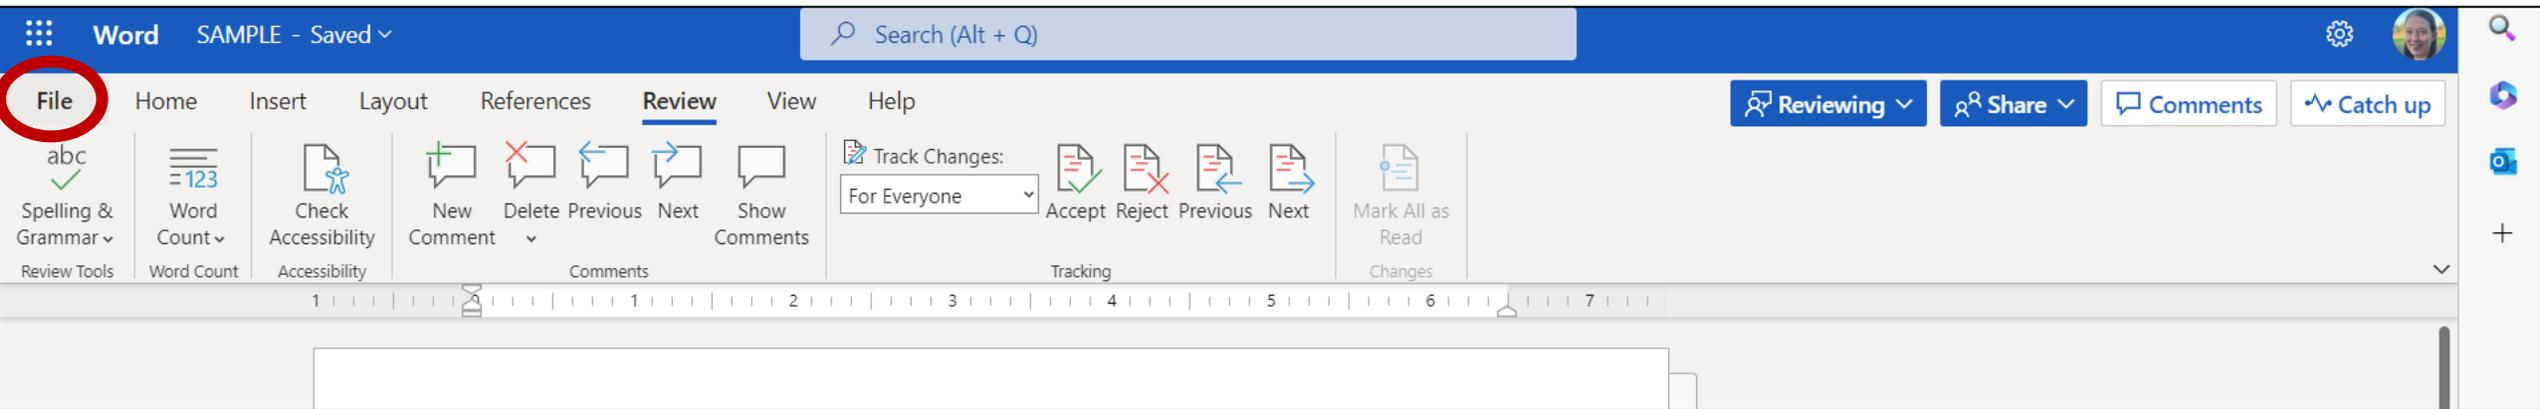 Word SAMPLE - Saved Search (Alt + Q)
File Home Insert Layout References Review View Help Reviewing Share Comments Catch up
abc
123
Track Changes:
For Everyone
Spelling & Grammar
Word Count
Check Accessibility
New Comment
Delete
Previous
Next
Show Comments
Accept
Reject
Previous
Next
Mark All as Read
Review Tools Word Count Accessibility Comments Tracking Changes
1 0 1 2 3 4 5 6 7